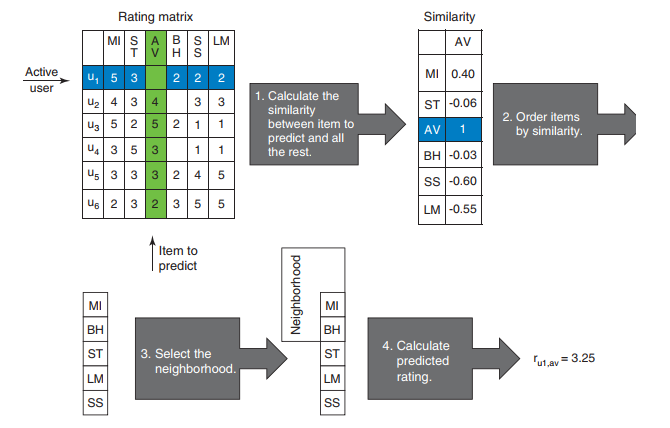 Rating matrix
MI S T A V B H S S LM
Active user
u1 5 3 2 2 2
u2 4 3 4 3 3
u3 5 2 5 2 1 1
u4 3 5 3 1 1
u5 3 3 3 2 4 5
u6 2 3 2 3 5 5
Item to
predict
1. Calculate the
similarity
between item to
predict and all
the rest.
Similarity
AV
MI 0.40
ST -0.06
AV 1
BH -0.03
SS -0.60
LM -0.55
2. Order items
by similarity.
MI
BH
ST
LM
SS
3. Select the
neighborhood.
Neighborhood
MI
BH
ST
LM
SS
4. Calculate
predicted
rating.
ru1,av = 3.25